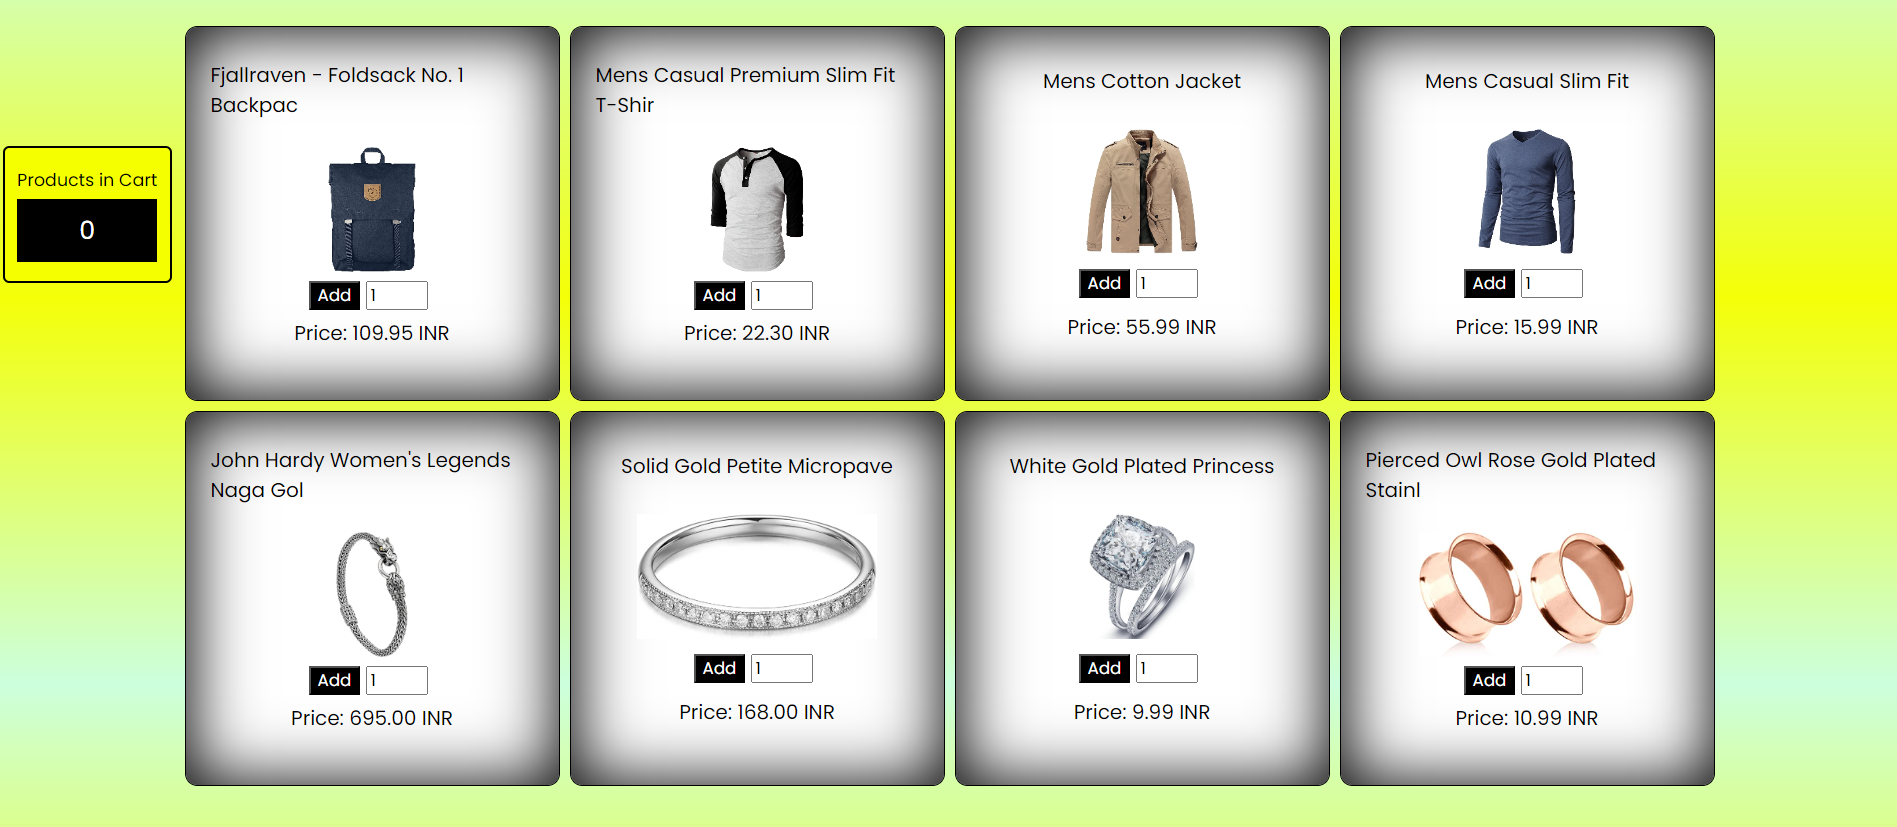 Products in Cart
0
Fjallraven - Foldsack No. 1
Backpac
Add 1
Price: 109.95 INR
Mens Casual Premium Slim Fit
T-Shir
Add 1
Price: 22.30 INR
Mens Cotton Jacket
Add 1
Price: 55.99 INR
Mens Casual Slim Fit
Add 1
Price: 15.99 INR
John Hardy Women's Legends
Naga Gol
Add 1
Price: 695.00 INR
Solid Gold Petite Micropave
Add 1
Price: 168.00 INR
White Gold Plated Princess
Add 1
Price: 9.99 INR
Pierced Owl Rose Gold Plated
Stainl
Add 1
Price: 10.99 INR